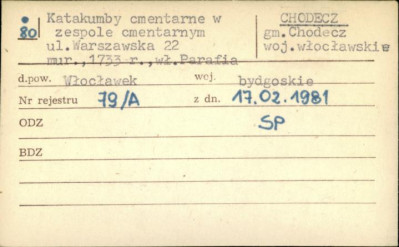 80 Katakumby cmentarne w CHODECZ
zespole cmentarnym gm.Chodecz
ul.Warszawska 22 woj.włocławskie
mur.,1733 r.,wł.Parafia
d.pow. Włocławek woj. bydgoskie
Nr rejestru 79/A z dn. 17.02.1981
ODZ SP
BDZ